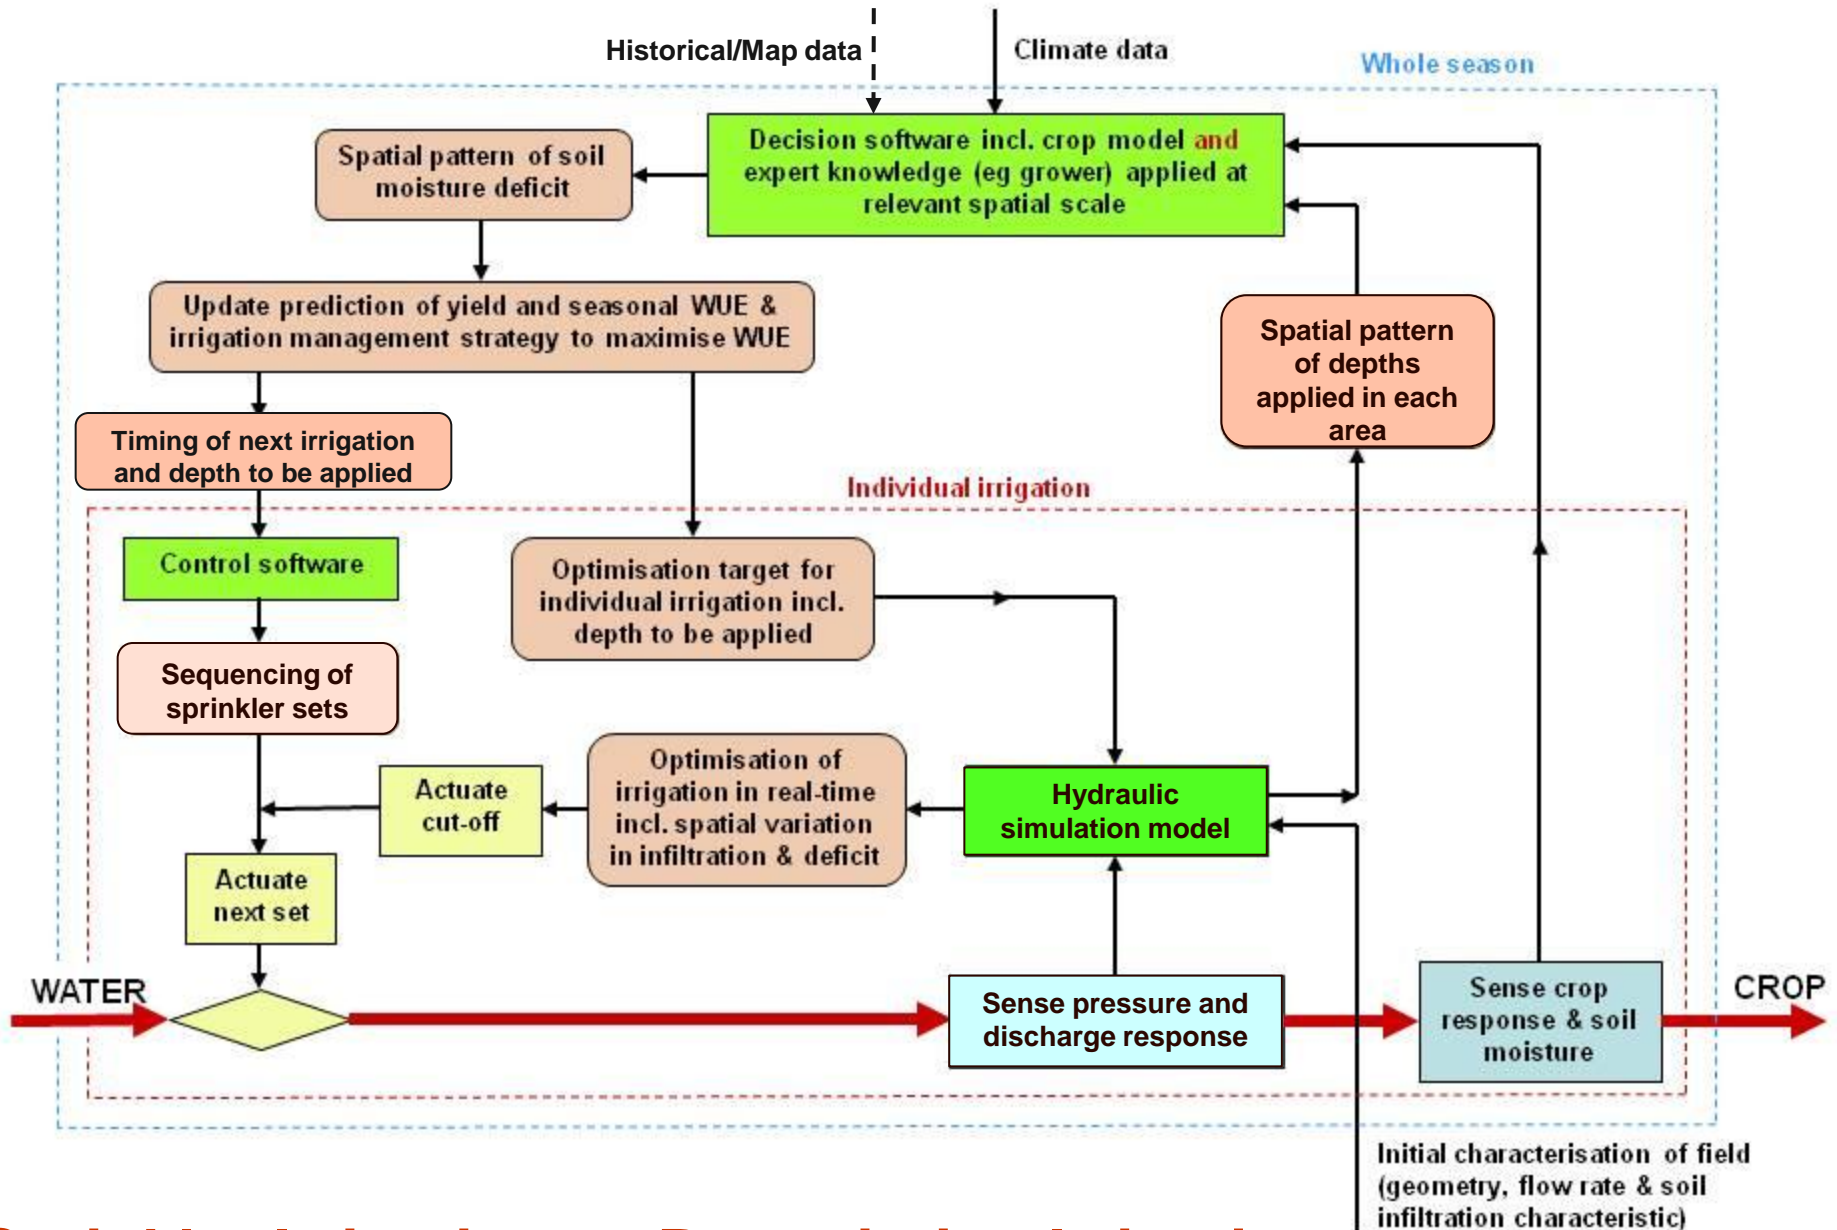 Historical/Map data
Climate data
Whole season
Decision software incl. crop model and
expert knowledge (eg grower) applied at
relevant spatial scale
Spatial pattern of soil
moisture deficit
Update prediction of yield and seasonal WUE &
irrigation management strategy to maximise WUE
Spatial pattern
of depths
applied in each
area
Timing of next irrigation
and depth to be applied
Individual irrigation
Control software
Optimisation target for
individual irrigation incl.
depth to be applied
Sequencing of
sprinkler sets
Actuate
cut-off
Optimisation of
irrigation in real-time
incl. spatial variation
in infiltration & deficit
Hydraulic
simulation model
Actuate
next set
WATER
Sense pressure and
discharge response
Sense crop
response & soil
moisture
CROP
Initial characterisation of field
(geometry, flow rate & soil
infiltration characteristic)